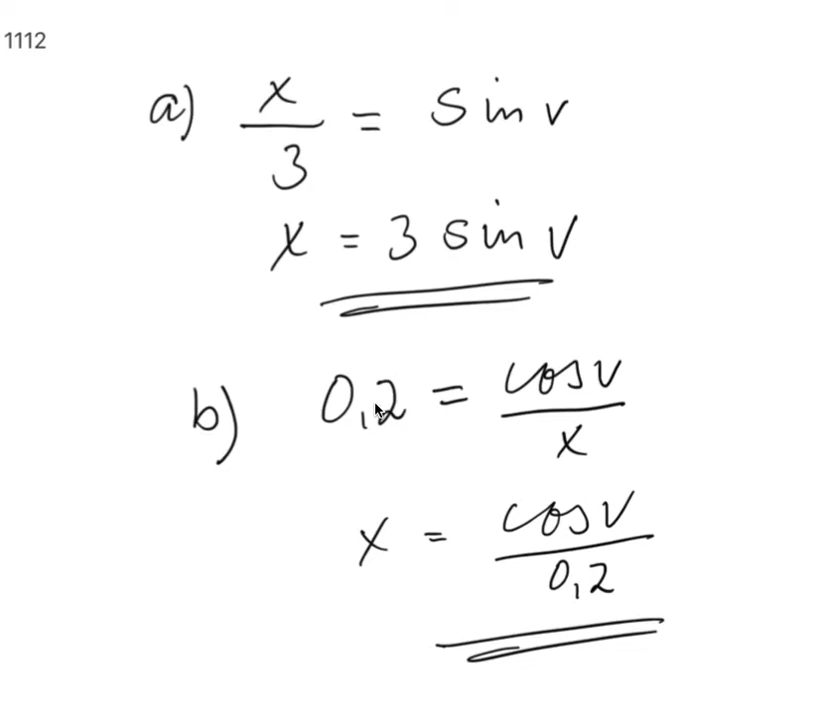 1112
a) x/3 = sin v
x = 3 sin v
b) 0,2 = cos v/x
x = cos v/0,2